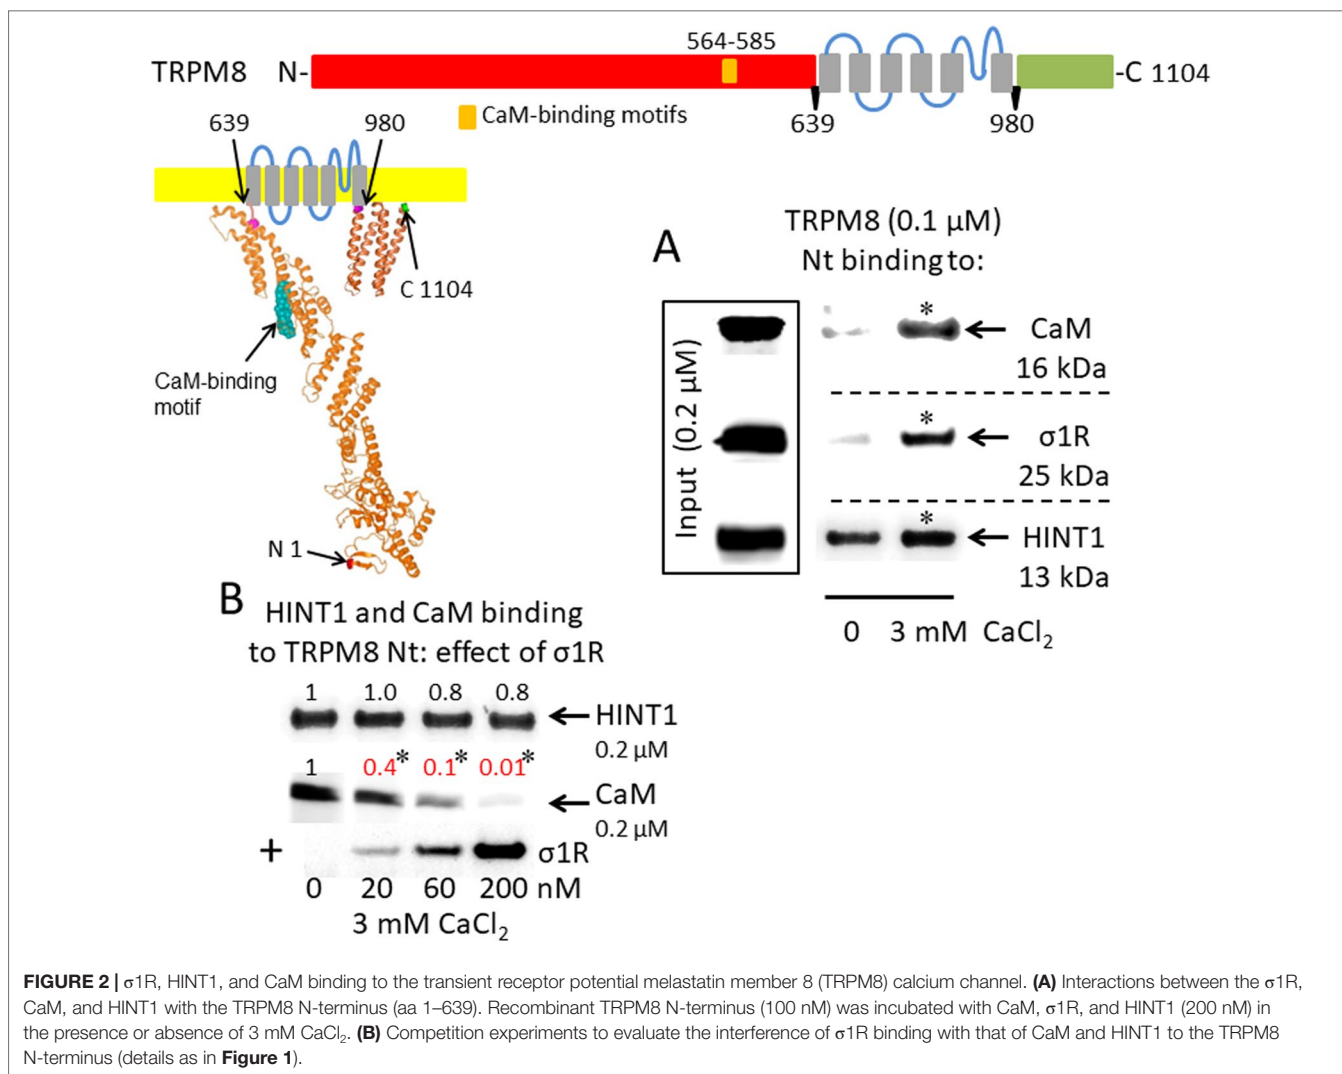 564-585
TRPM8 N- -C 1104
CaM-binding motifs
639 980
639 980
C 1104
CaM-binding
motif
N 1
A
TRPM8 (0.1 µM)
Nt binding to:
Input (0.2 µM)
*
CaM
16 kDa
*
σ1R
25 kDa
*
HINT1
13 kDa
0 3 mM CaCl₂
B
HINT1 and CaM binding
to TRPM8 Nt: effect of σ1R
1 1.0 0.8 0.8
HINT1
0.2 µM
1 0.4* 0.1* 0.01*
CaM
0.2 µM
+ σ1R
0 20 60 200 nM
3 mM CaCl₂
FIGURE 2 | σ1R, HINT1, and CaM binding to the transient receptor potential melastatin member 8 (TRPM8) calcium channel. (A) Interactions between the σ1R,
CaM, and HINT1 with the TRPM8 N-terminus (aa 1–639). Recombinant TRPM8 N-terminus (100 nM) was incubated with CaM, σ1R, and HINT1 (200 nM) in
the presence or absence of 3 mM CaCl₂. (B) Competition experiments to evaluate the interference of σ1R binding with that of CaM and HINT1 to the TRPM8
N-terminus (details as in Figure 1).